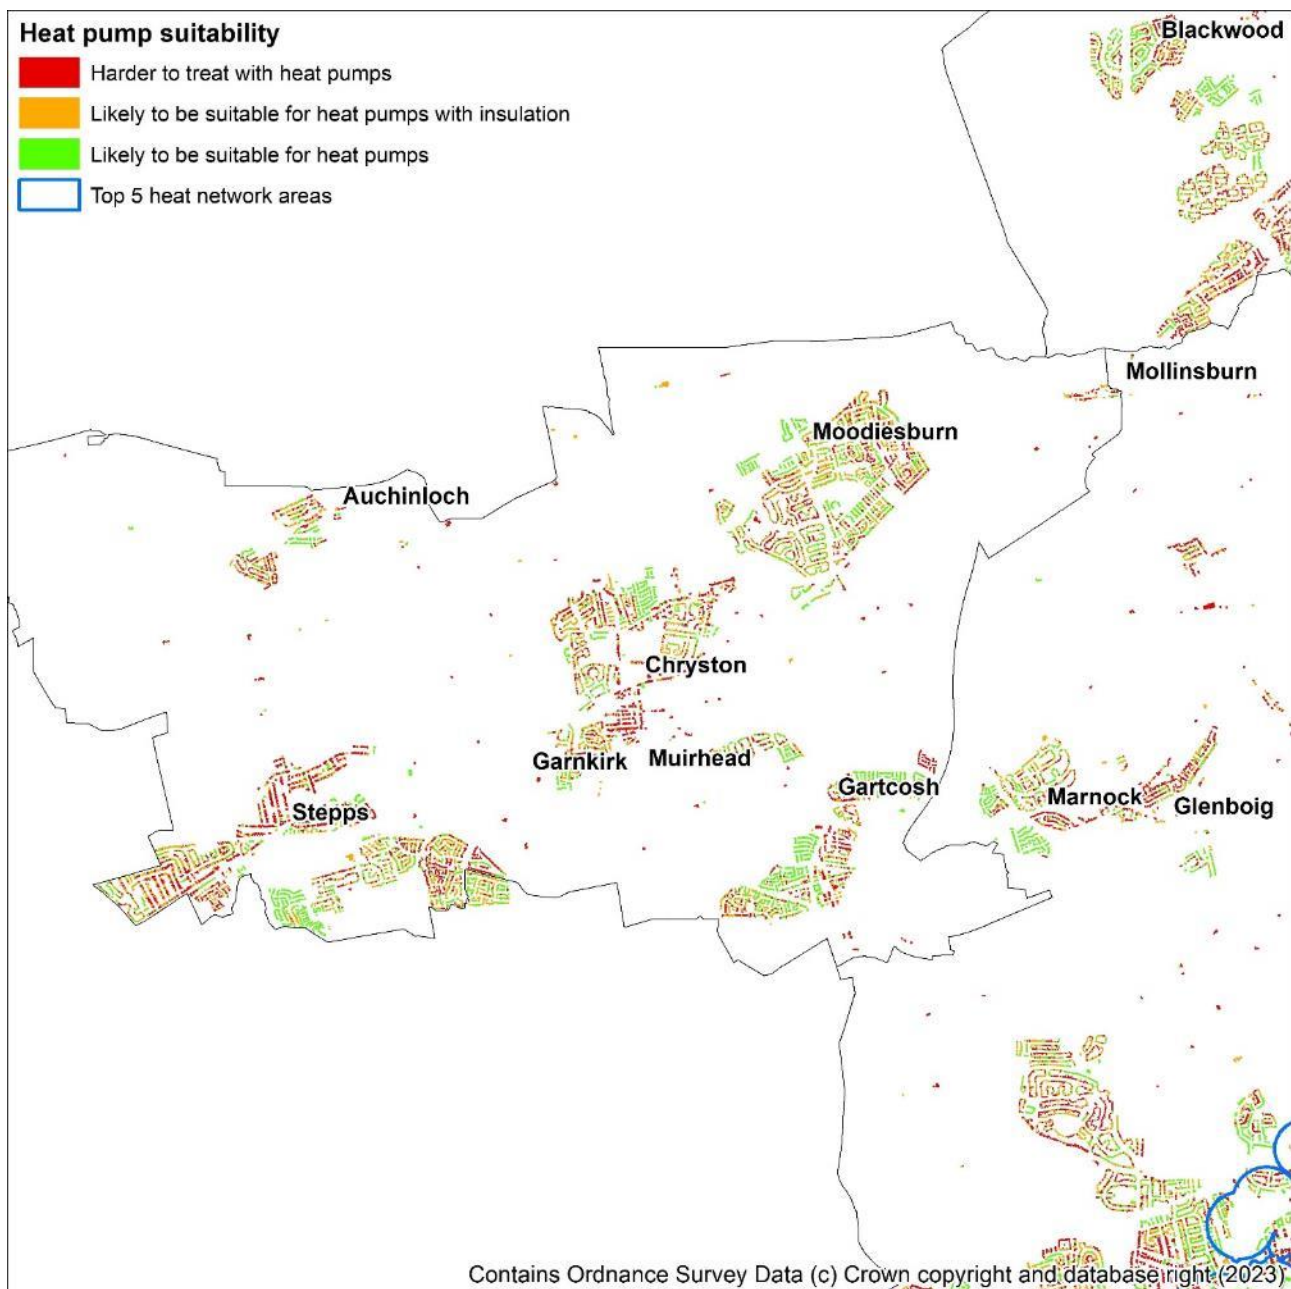 Heat pump suitability
Harder to treat with heat pumps
Likely to be suitable for heat pumps with insulation
Likely to be suitable for heat pumps
Top 5 heat network areas
Blackwood
Mollinsburn
Moodiesburn
Auchinloch
Chryston
Garnkirk
Muirhead
Gartcosh
Marnock
Glenboig
Stepps
Contains Ordnance Survey Data (c) Crown copyright and database right (2023)